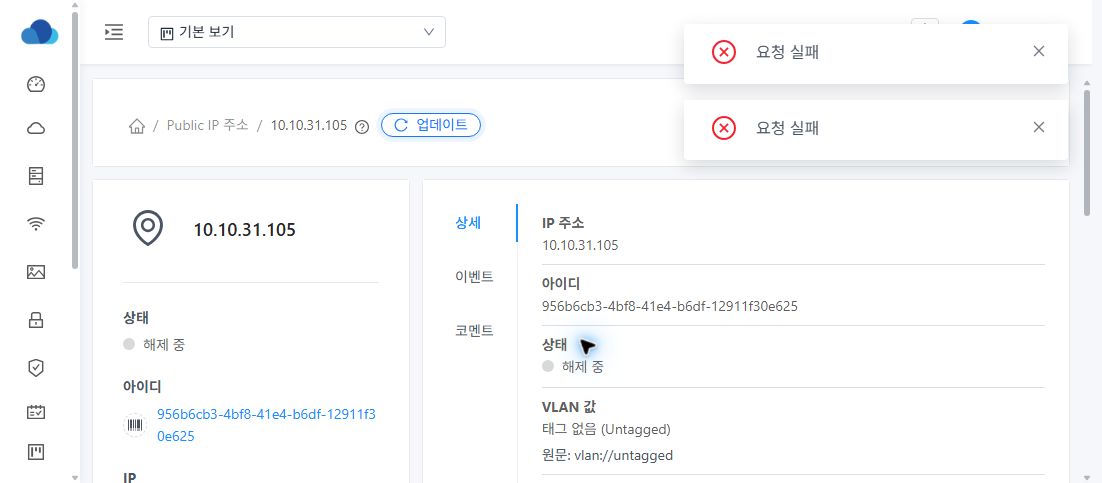 기본 보기
요청 실패
요청 실패
/ Public IP 주소 / 10.10.31.105 업데이트
10.10.31.105
상태
해제 중
아이디
956b6cb3-4bf8-41e4-b6df-12911f3
0e625
IP
상세
이벤트
코멘트
IP 주소
10.10.31.105
아이디
956b6cb3-4bf8-41e4-b6df-12911f30e625
상태
해제 중
VLAN 값
태그 없음 (Untagged)
원문: vlan://untagged